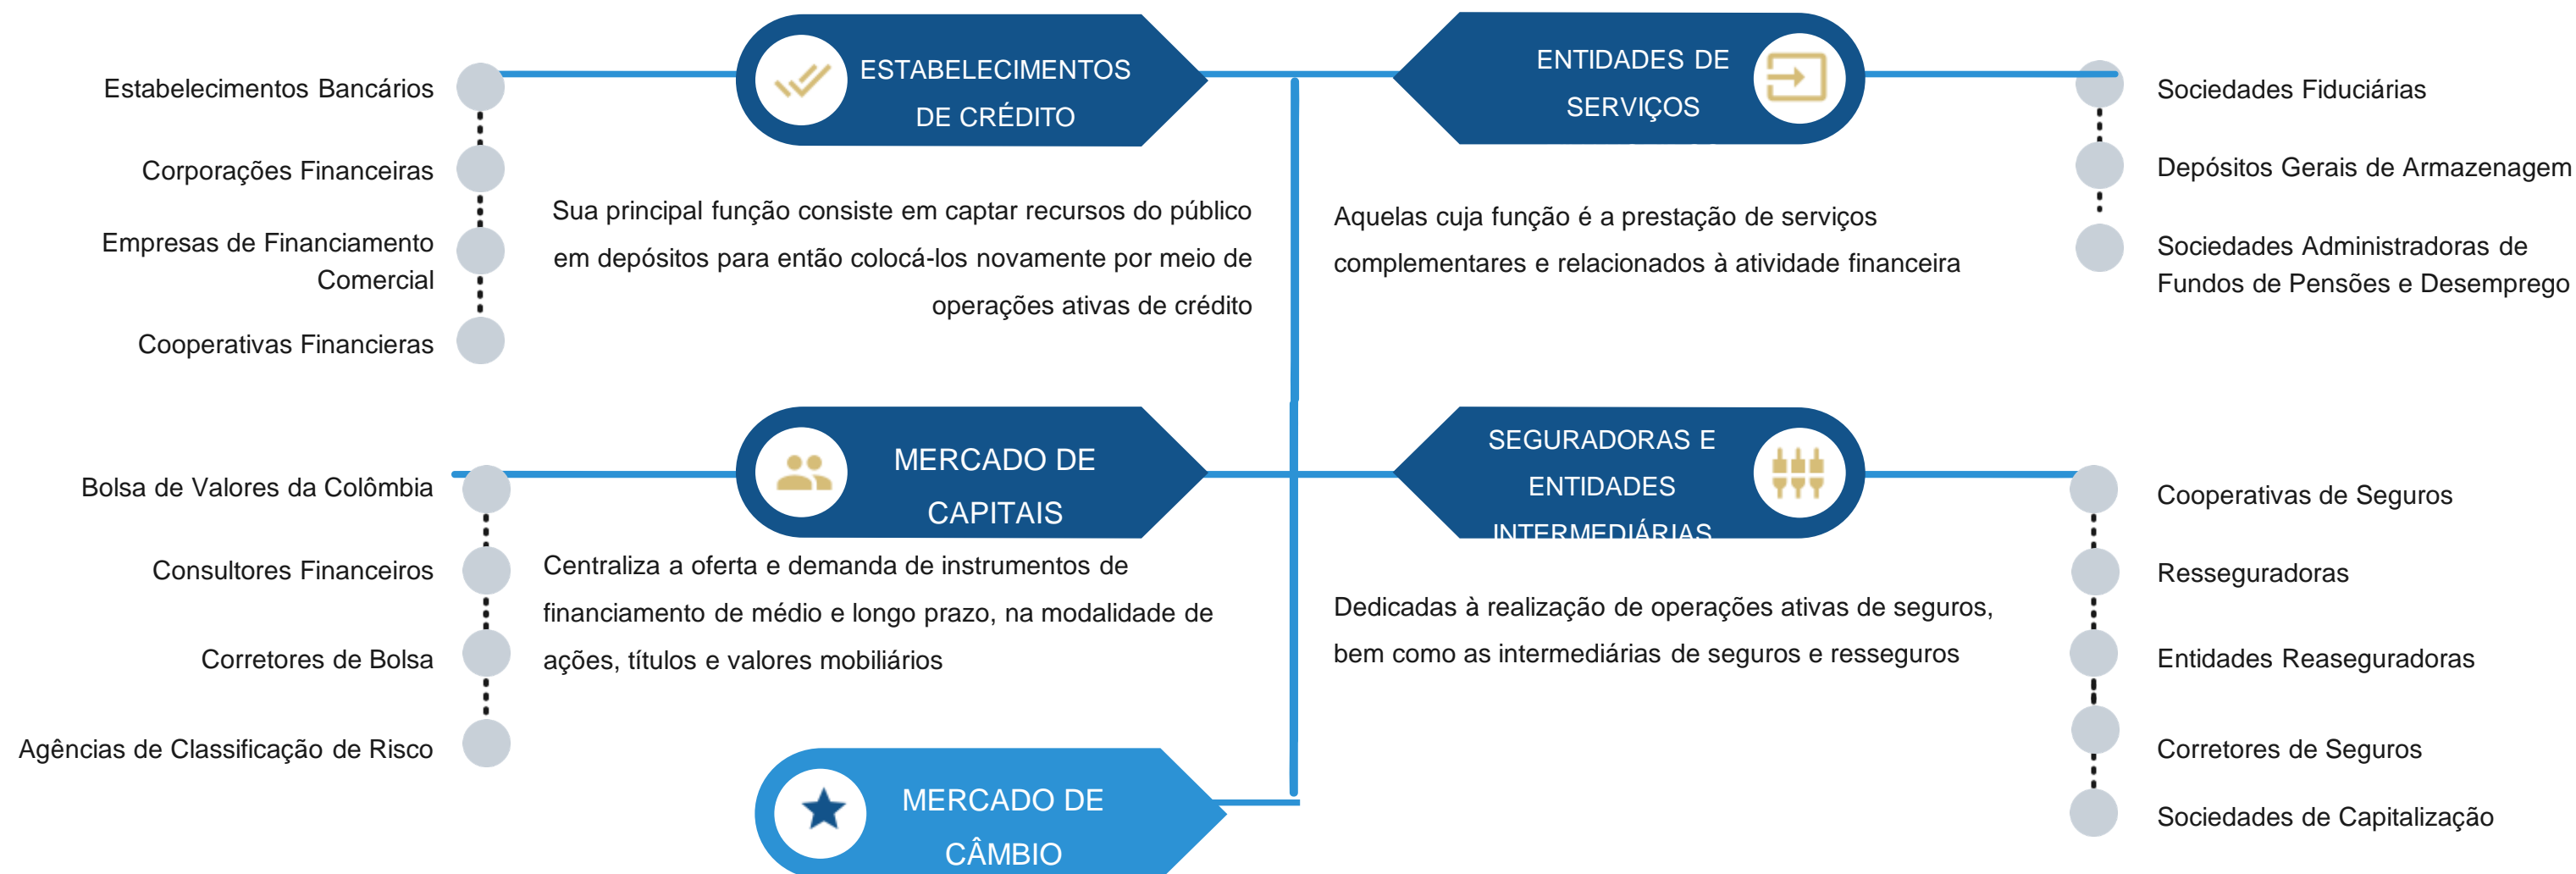 ESTABELECIMENTOS
DE CRÉDITO
Estabelecimentos Bancários
Corporações Financeiras
Empresas de Financiamento
Comercial
Cooperativas Financieras
Sua principal função consiste em captar recursos do público
em depósitos para então colocá-los novamente por meio de
operações ativas de crédito
ENTIDADES DE
SERVIÇOS
Aquelas cuja função é a prestação de serviços
complementares e relacionados à atividade financeira
Sociedades Fiduciárias
Depósitos Gerais de Armazenagem
Sociedades Administradoras de
Fundos de Pensões e Desemprego
MERCADO DE
CAPITAIS
Bolsa de Valores da Colômbia
Consultores Financeiros
Corretores de Bolsa
Agências de Classificação de Risco
Centraliza a oferta e demanda de instrumentos de
financiamento de médio e longo prazo, na modalidade de
ações, títulos e valores mobiliários
SEGURADORAS E
ENTIDADES
INTERMEDIÁRIAS
Dedicadas à realização de operações ativas de seguros,
bem como as intermediárias de seguros e resseguros
Cooperativas de Seguros
Resseguradoras
Entidades Reaseguradoras
Corretores de Seguros
Sociedades de Capitalização
MERCADO DE
CÂMBIO